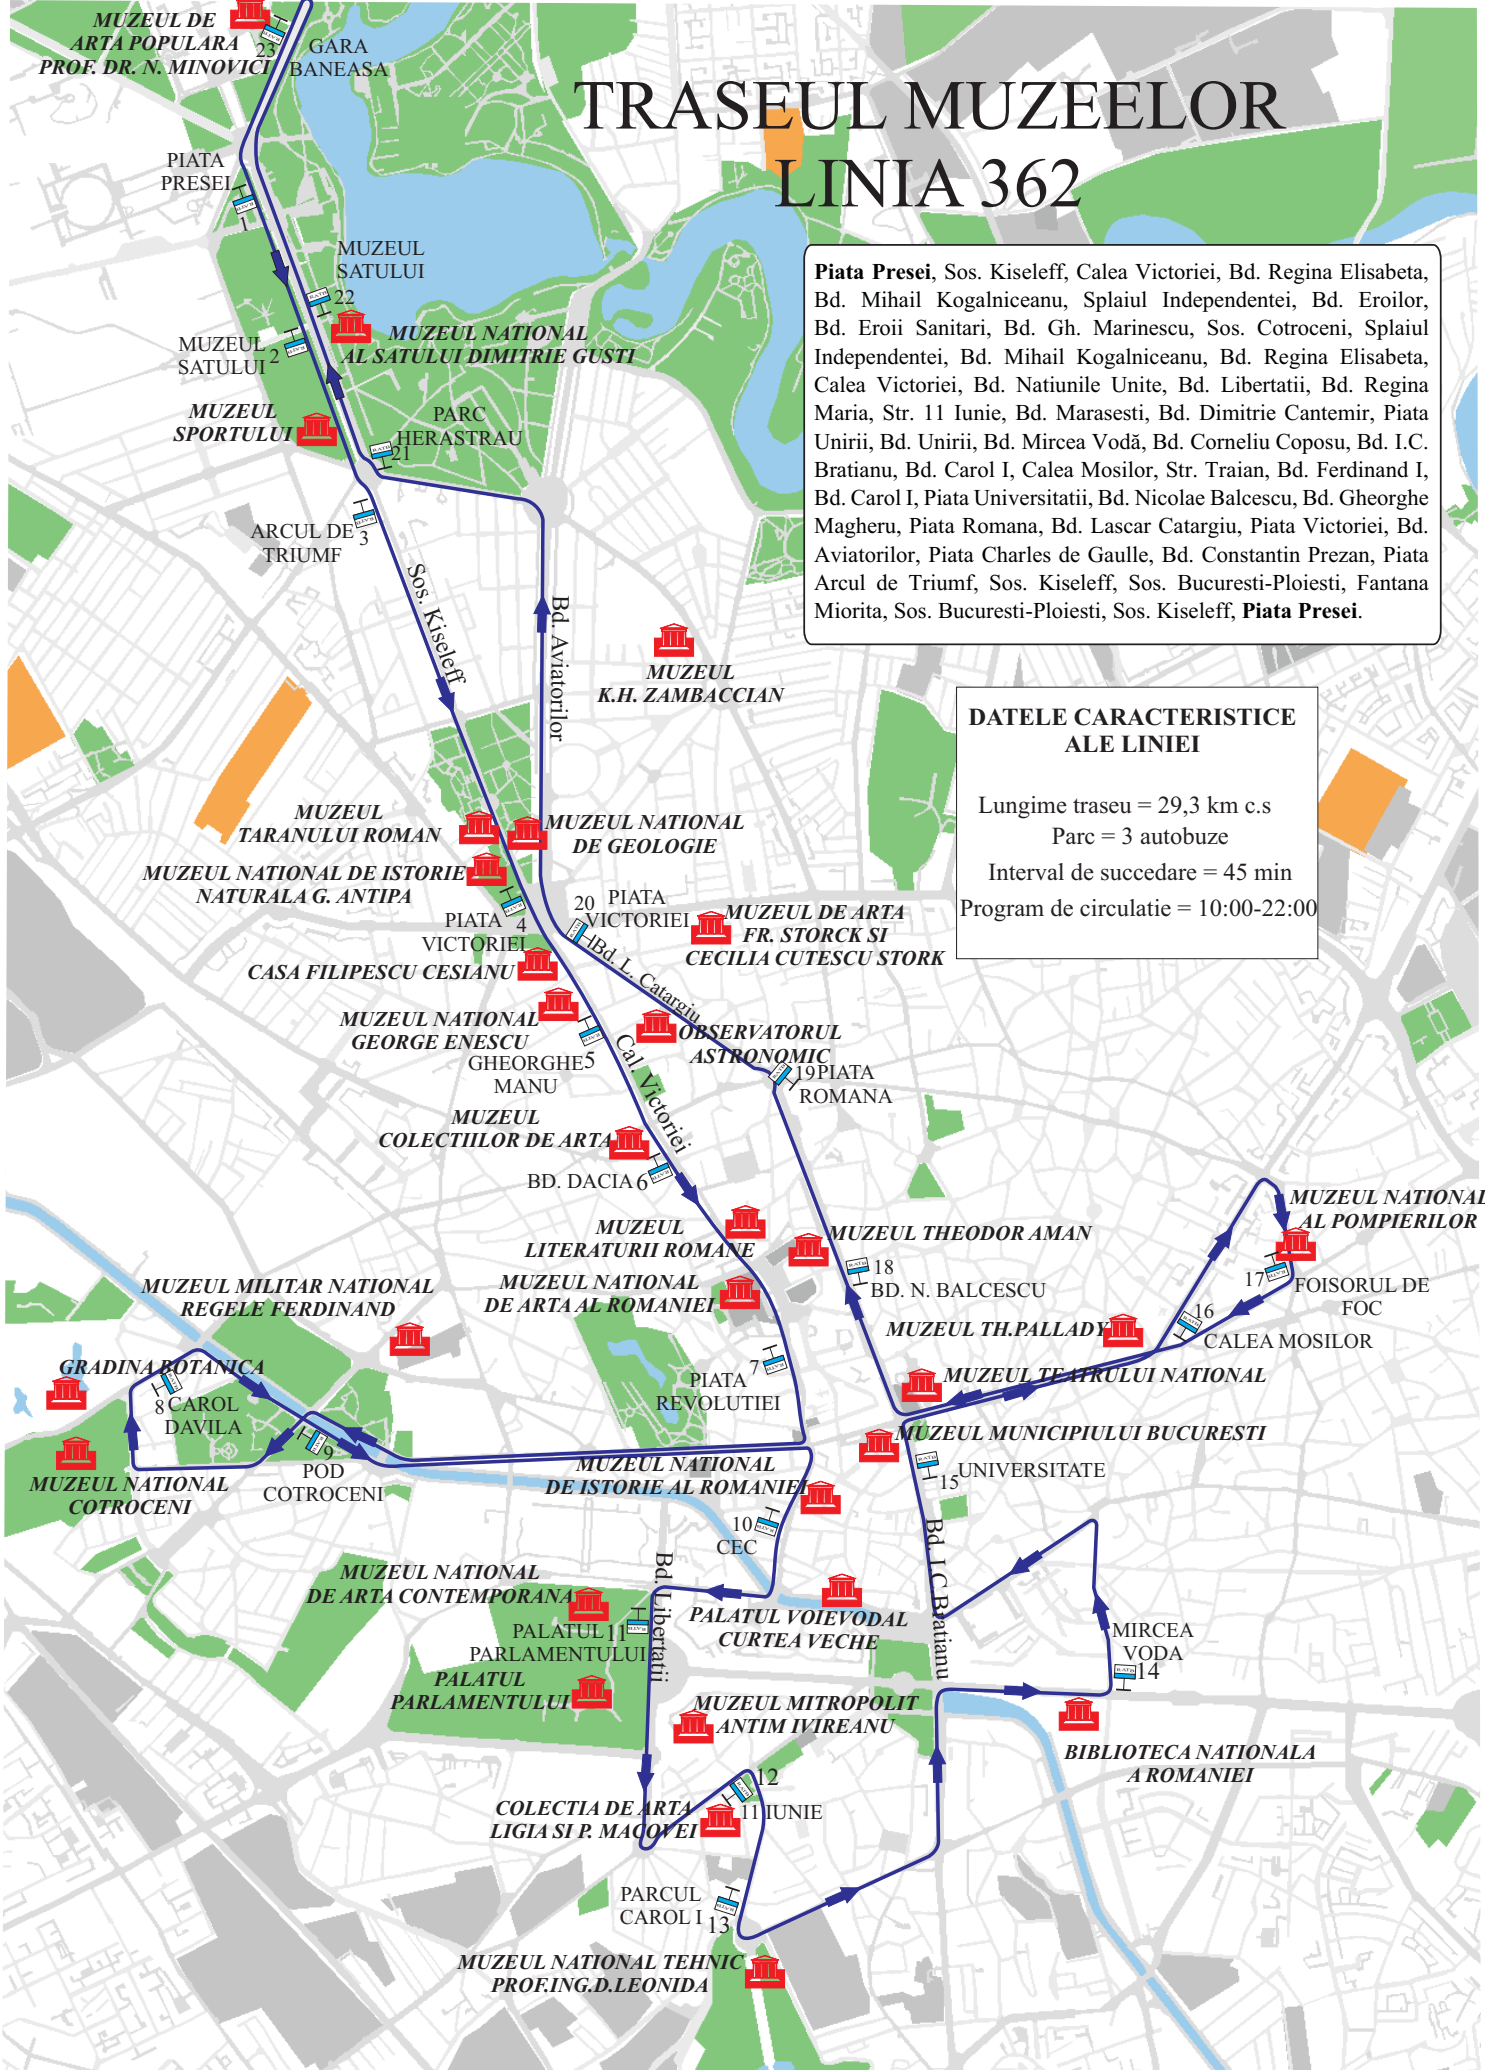 TRASEUL MUZEELOR
LINIA 362
Piata Presei, Sos. Kiseleff, Calea Victoriei, Bd. Regina Elisabeta,
Bd. Mihail Kogalniceanu, Splaiul Independentei, Bd. Eroilor,
Bd. Eroii Sanitari, Bd. Gh. Marinescu, Sos. Cotroceni, Splaiul
Independentei, Bd. Mihail Kogalniceanu, Bd. Regina Elisabeta,
Calea Victoriei, Bd. Natiunile Unite, Bd. Libertatii, Bd. Regina
Maria, Str. 11 Iunie, Bd. Marasesti, Bd. Dimitrie Cantemir, Piata
Unirii, Bd. Unirii, Bd. Mircea Vodă, Bd. Corneliu Coposu, Bd. I.C.
Bratianu, Bd. Carol I, Calea Mosilor, Str. Traian, Bd. Ferdinand I,
Bd. Carol I, Piata Universitatii, Bd. Nicolae Balcescu, Bd. Gheorghe
Magheru, Piata Romana, Bd. Lascar Catargiu, Piata Victoriei, Bd.
Aviatorilor, Piata Charles de Gaulle, Bd. Constantin Prezan, Piata
Arcul de Triumf, Sos. Kiseleff, Sos. Bucuresti-Ploiesti, Fantana
Miorita, Sos. Bucuresti-Ploiesti, Sos. Kiseleff, Piata Presei.
DATELE CARACTERISTICE
ALE LINIEI
Lungime traseu = 29,3 km c.s
Parc = 3 autobuze
Interval de succedare = 45 min
Program de circulatie = 10:00-22:00
MUZEUL DE
ARTA POPULARA
PROF. DR. N. MINOVICI
23
GARA
BANEASA
PIATA
PRESEI
1
MUZEUL
SATULUI
22
MUZEUL NATIONAL
AL SATULUI DIMITRIE GUSTI
MUZEUL
SATULUI
2
MUZEUL
SPORTULUI
PARC
HERASTRAU
21
ARCUL DE
TRIUMF
3
Sos. Kiseleff
Bd. Aviatorilor
MUZEUL
K.H. ZAMBACCIAN
MUZEUL
TARANULUI ROMAN
MUZEUL NATIONAL
DE GEOLOGIE
MUZEUL NATIONAL DE ISTORIE
NATURALA G. ANTIPA
PIATA
VICTORIEI
4
20
PIATA
VICTORIEI
MUZEUL DE ARTA
FR. STORCK SI
CECILIA CUTESCU STORK
CASA FILIPESCU CESIANU
Bd. L. Catargiu
MUZEUL NATIONAL
GEORGE ENESCU
GHEORGHE
MANU
5
OBSERVATORUL
ASTRONOMIC
Cal. Victoriei
19
PIATA
ROMANA
MUZEUL
COLECTIILOR DE ARTA
BD. DACIA
6
MUZEUL
LITERATURII ROMANE
MUZEUL THEODOR AMAN
MUZEUL NATIONAL
AL POMPIERILOR
MUZEUL NATIONAL
DE ARTA AL ROMANIEI
18
BD. N. BALCESCU
17
FOISORUL DE
FOC
MUZEUL MILITAR NATIONAL
REGELE FERDINAND
MUZEUL TH.PALLADY
16
CALEA MOSILOR
GRADINA BOTANICA
8
CAROL
DAVILA
7
PIATA
REVOLUTIEI
MUZEUL TEATRULUI NATIONAL
MUZEUL MUNICIPIULUI BUCURESTI
MUZEUL NATIONAL
COTROCENI
9
POD
COTROCENI
MUZEUL NATIONAL
DE ISTORIE AL ROMANIEI
15
UNIVERSITATE
10
CEC
Bd. I.C.Bratianu
MUZEUL NATIONAL
DE ARTA CONTEMPORANA
Bd. Libertatii
PALATUL
PARLAMENTULUI
11
PALATUL VOIEVODAL
CURTEA VECHE
MIRCEA
VODA
14
PALATUL
PARLAMENTULUI
MUZEUL MITROPOLIT
ANTIM IVIREANU
BIBLIOTECA NATIONALA
A ROMANIEI
12
11 IUNIE
COLECTIA DE ARTA
LIGIA SI P. MACOVEI
PARCUL
CAROL I
13
MUZEUL NATIONAL TEHNIC
PROF.ING.D.LEONIDA